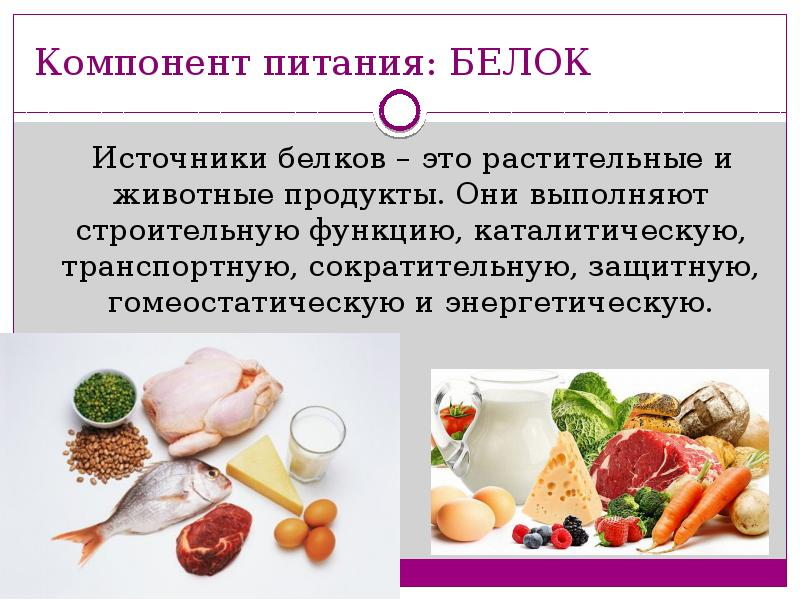 Компонент питания: БЕЛОК
Источники белков – это растительные и
животные продукты. Они выполняют
строительную функцию, каталитическую,
транспортную, сократительную, защитную,
гомеостатическую и энергетическую.